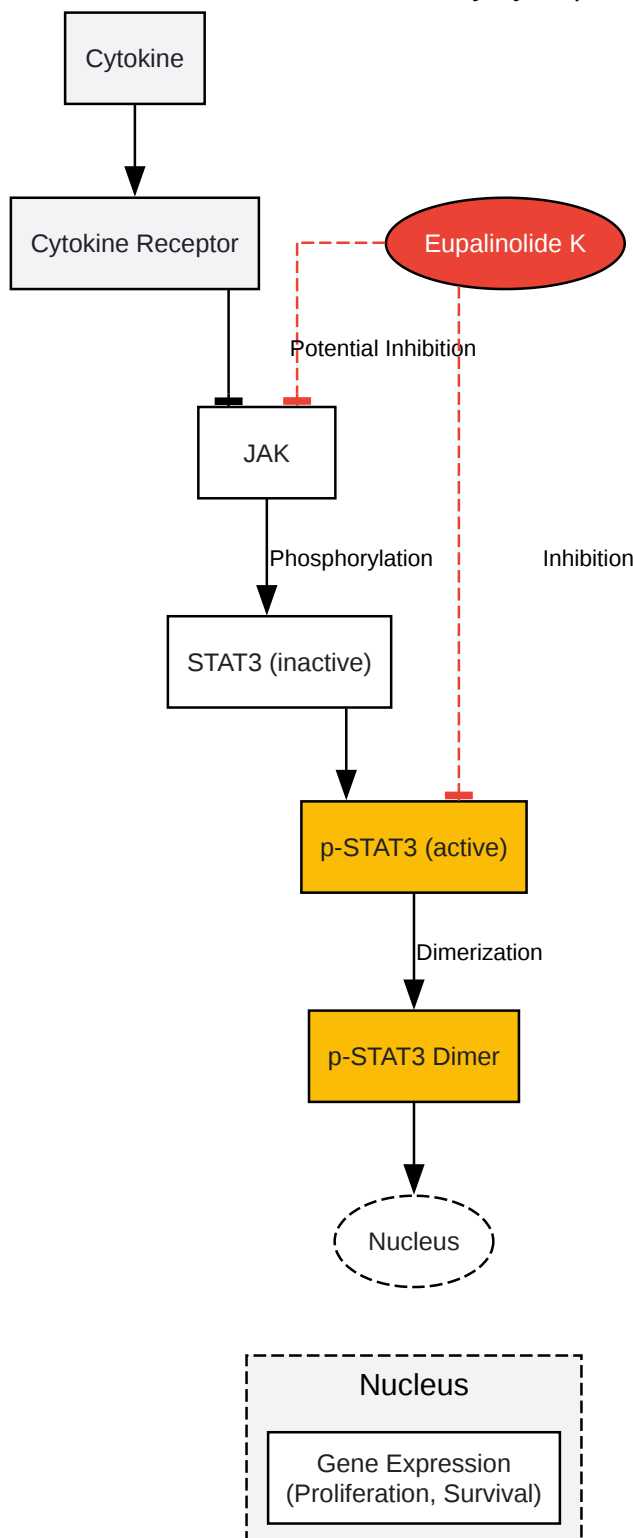 Cytokine
Cytokine Receptor
Eupalinolide K
Potential Inhibition
JAK
Phosphorylation
Inhibition
STAT3 (inactive)
p-STAT3 (active)
Dimerization
p-STAT3 Dimer
Nucleus
Nucleus
Gene Expression
(Proliferation, Survival)